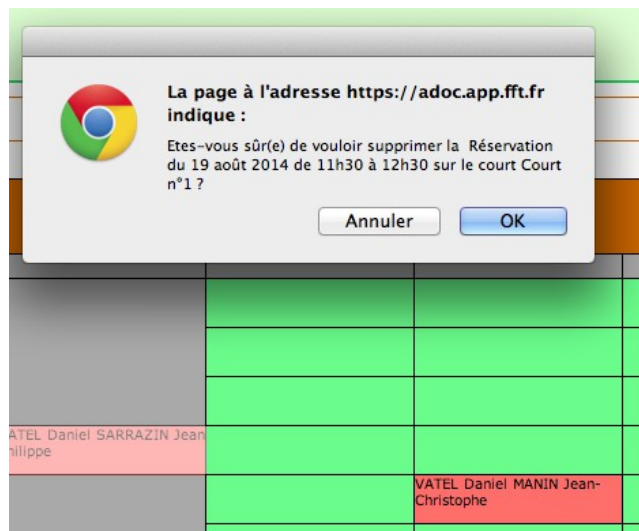 La page à l'adresse https://adoc.app.fft.fr
indique :
Etes-vous sûr(e) de vouloir supprimer la Réservation
du 19 août 2014 de 11h30 à 12h30 sur le court Court
n°1 ?
Annuler
OK
ATEL Daniel SARRAZIN Jean
hilippe
VATEL Daniel MANIN Jean-
Christophe